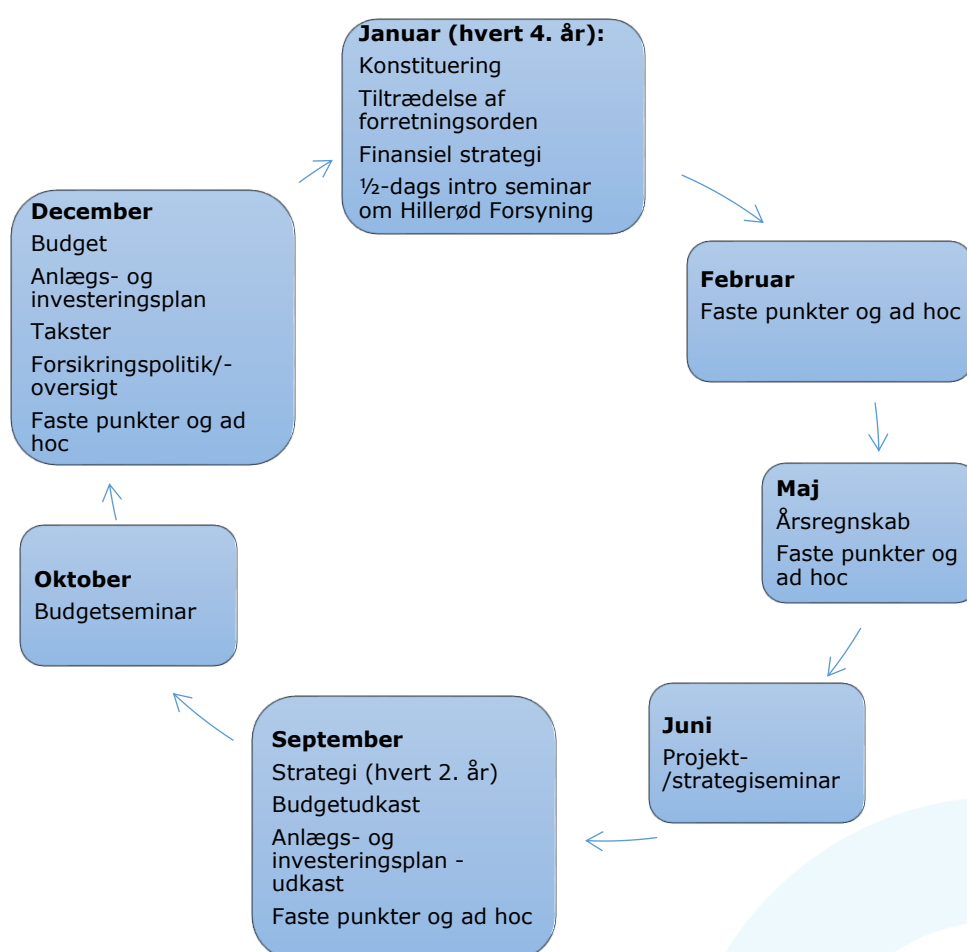 Januar (hvert 4. år):
Konstituering
Tiltrædelse af
forretningsorden
Finansiel strategi
½-dags intro seminar
om Hillerød Forsyning
Februar
Faste punkter og ad hoc
Maj
Årsregnskab
Faste punkter og
ad hoc
Juni
Projekt-
/strategiseminar
September
Strategi (hvert 2. år)
Budgetudkast
Anlægs- og
investeringsplan -
udkast
Faste punkter og ad hoc
Oktober
Budgetseminar
December
Budget
Anlægs- og
investeringsplan
Takster
Forsikringspolitik/-
oversigt
Faste punkter og ad
hoc